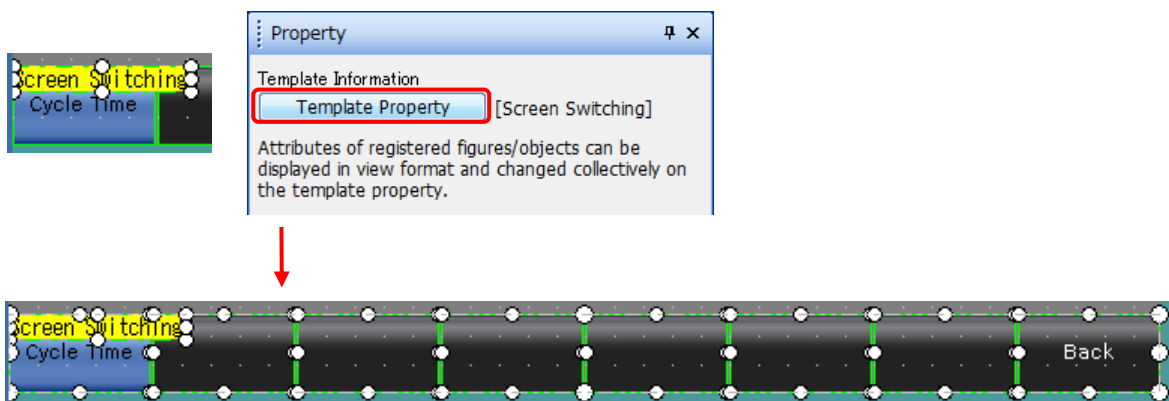 Screen Switching
Cycle Time
Property
Template Information
Template Property [Screen Switching]
Attributes of registered figures/objects can be
displayed in view format and changed collectively on
the template property.
Screen Switching
Cycle Time
Back